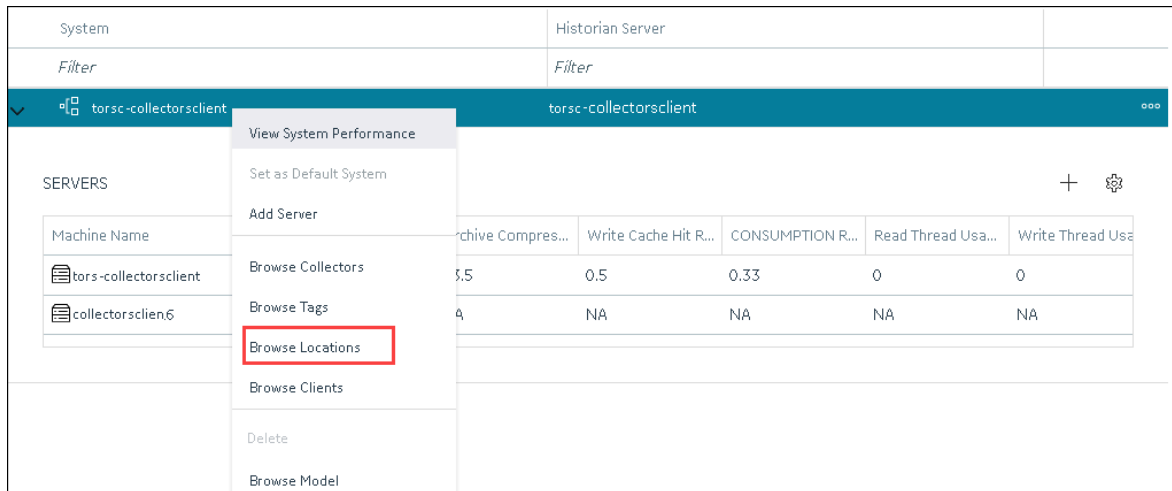 System Historian Server
Filter Filter
torsc-collectorsclient torsc-collectorsclient
View System Performance
Set as Default System
SERVERS
Add Server
Machine Name rchive Compres... Write Cache Hit R... CONSUMPTION R... Read Thread Usa... Write Thread Usa
Browse Collectors
tors-collectorsclient 3.5 0.5 0.33 0 0
Browse Tags
collectorsclien.6 A NA NA NA NA
Browse Locations
Browse Clients
Delete
Browse Model